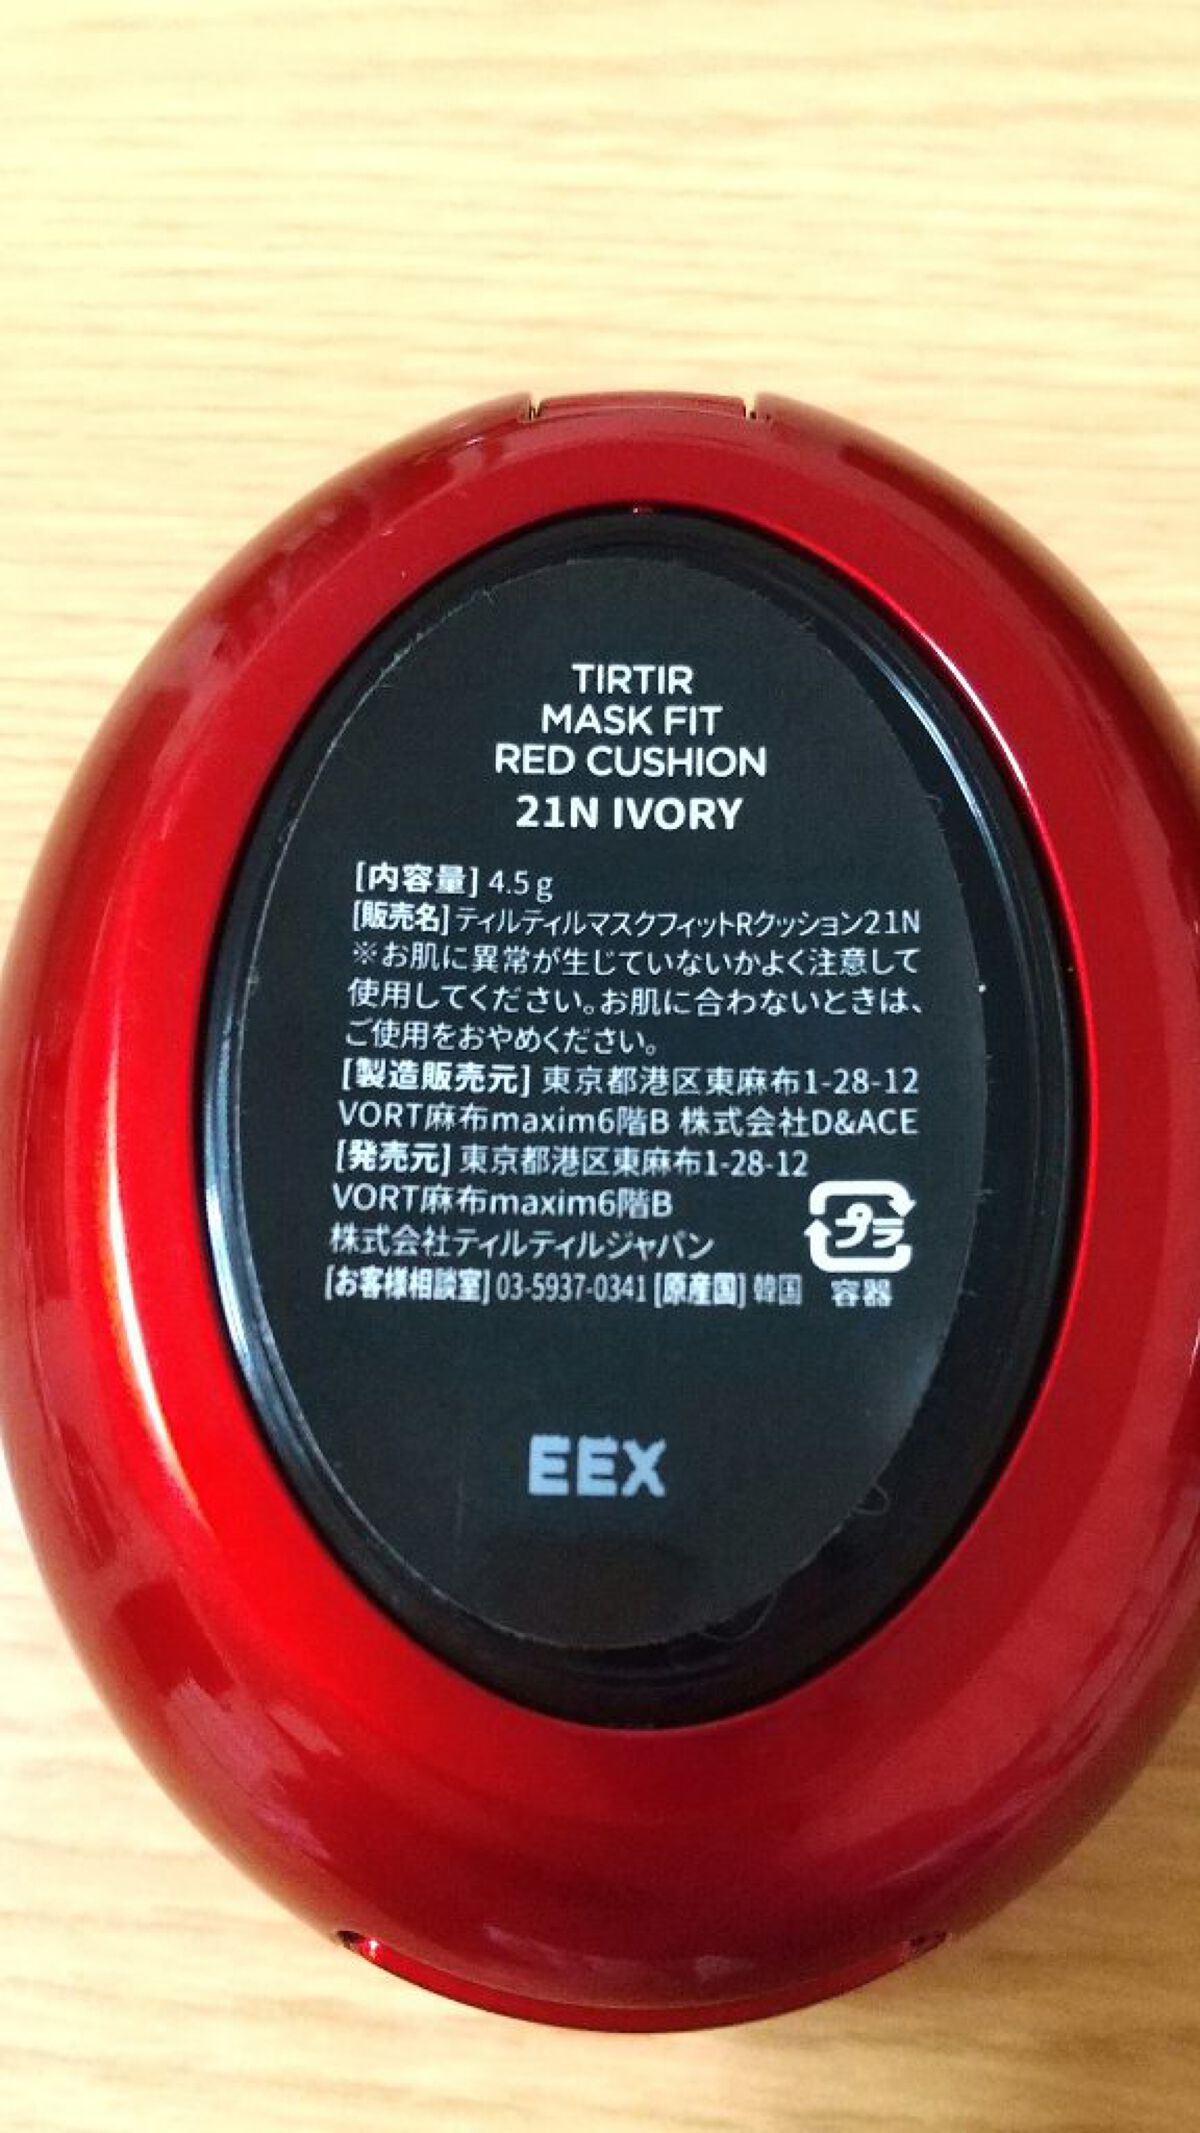 TIRTIR
MASK FIT
RED CUSHION
21N IVORY
[内容量] 4.5 g
[販売名] ティルティルマスクフィットRクッション21N
※お肌に異常が生じていないかよく注意して
使用してください。お肌に合わないときは、
ご使用をおやめください。
[製造販売元] 東京都港区東麻布1-28-12
VORT麻布maxim6階B 株式会社D&ACE
[発売元] 東京都港区東麻布1-28-12
VORT麻布maxim6階B
株式会社ティルティルジャパン
プラ
[お客様相談室] 03-5937-0341 [原産国] 韓国 容器
EEX